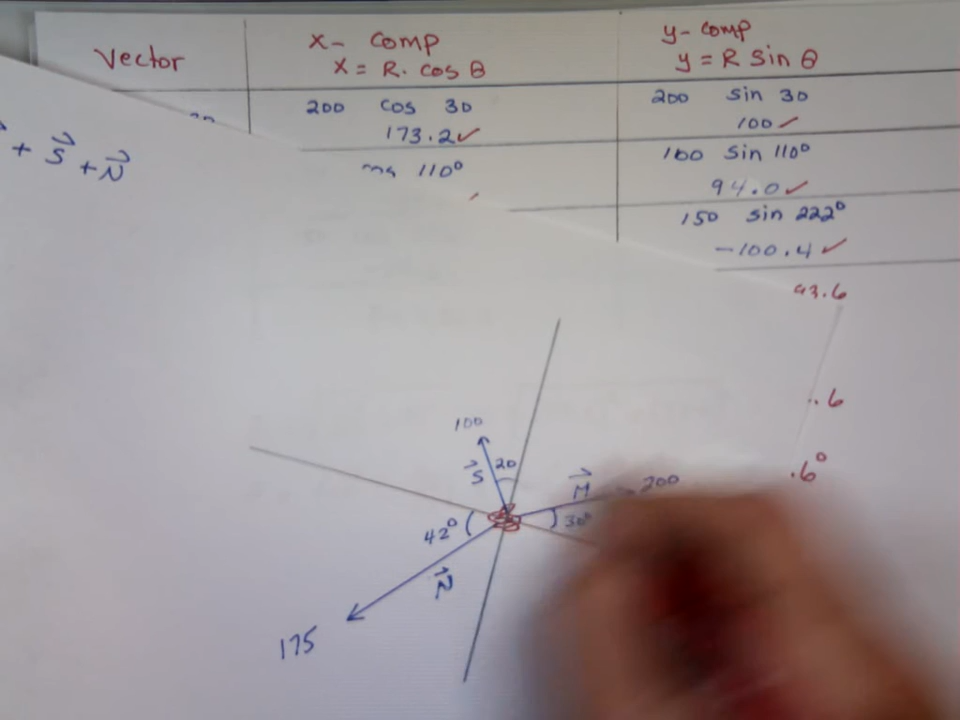 Vector
x- comp
x = R. cos θ
y- comp
y = R sin θ
200 cos 30
173.2 ✓
200 sin 30
100 ✓
110°
100 sin 110°
94.0 ✓
150 sin 222°
-100.4 ✓
93.6
.6
.6°
+ S + N
100
20
S
M
200
30°
42°
N
175